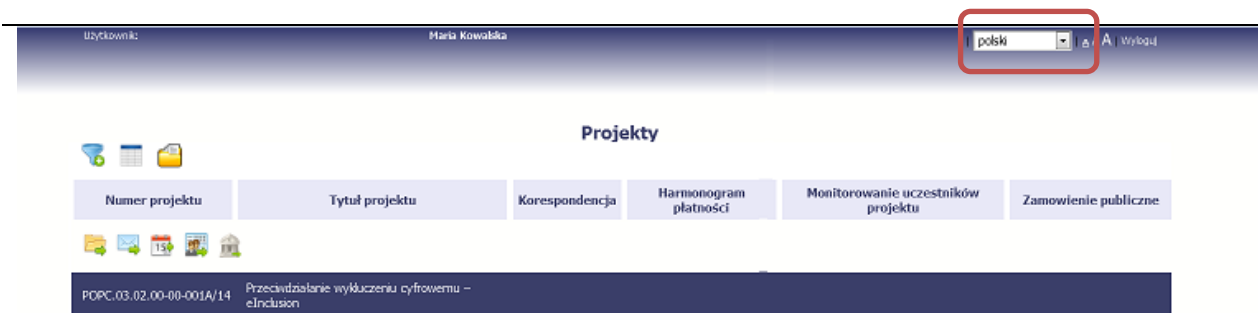 Użytkownik: Maria Kowalska | polski | A A A | Wyloguj
Projekty
Numer projektu Tytuł projektu Korespondencja Harmonogram płatności Monitorowanie uczestników projektu Zamowienie publiczne
15
POPC.03.02.00-00-001A/14 Przeciwdziałanie wykluczeniu cyfrowemu –
eInclusion